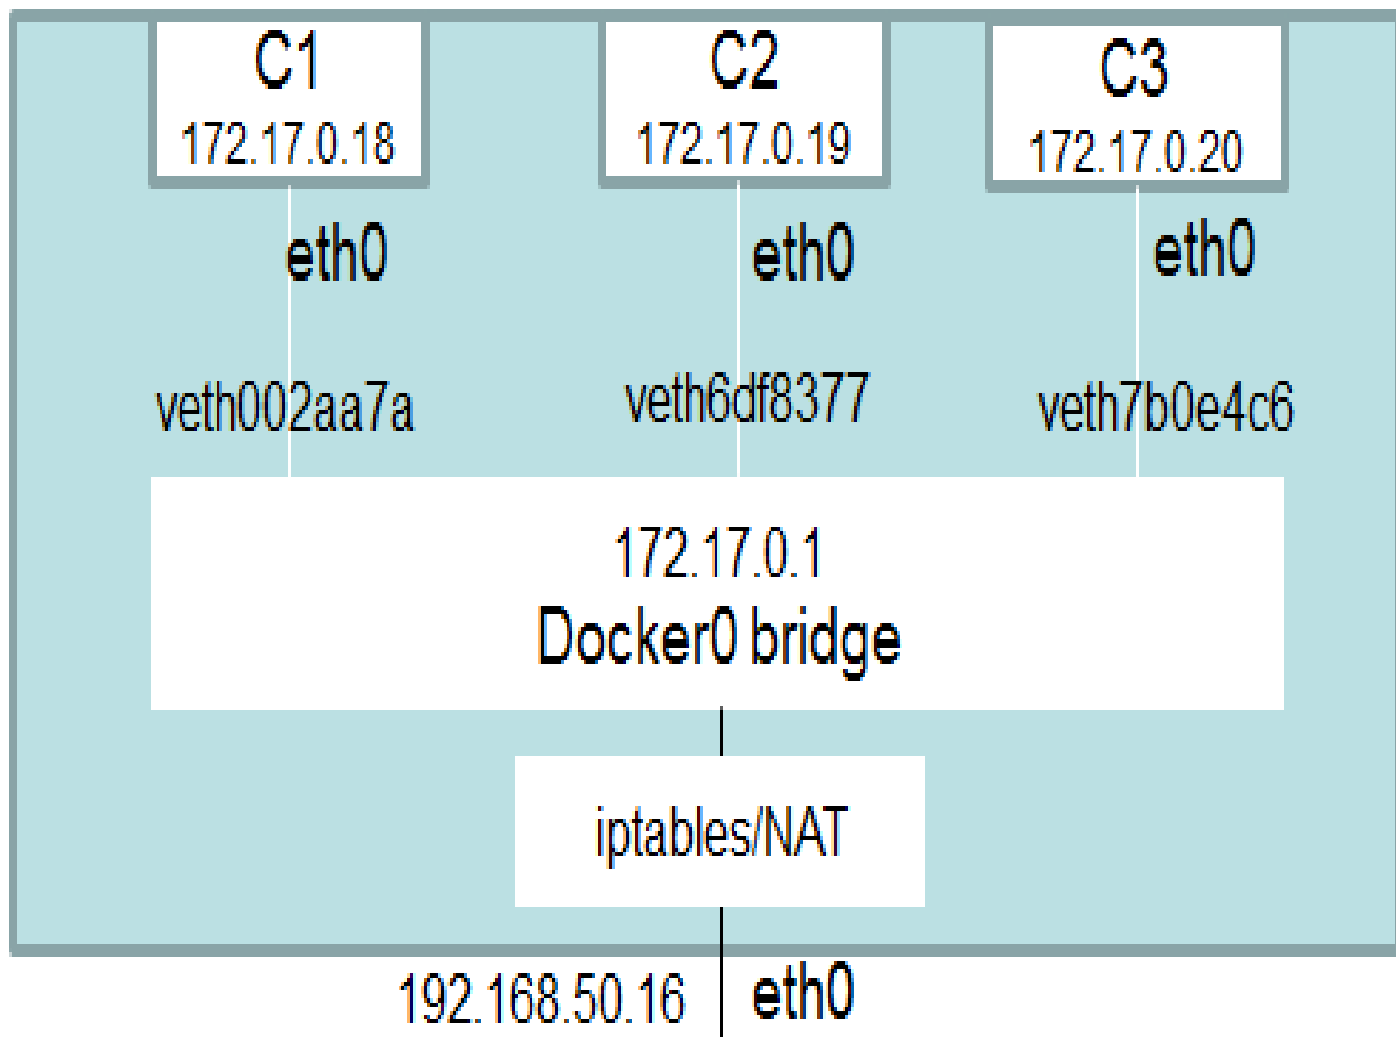 C1
172.17.0.18
C2
172.17.0.19
C3
172.17.0.20
eth0
eth0
eth0
veth002aa7a
veth6df8377
veth7b0e4c6
172.17.0.1
Docker0 bridge
iptables/NAT
192.168.50.16
eth0